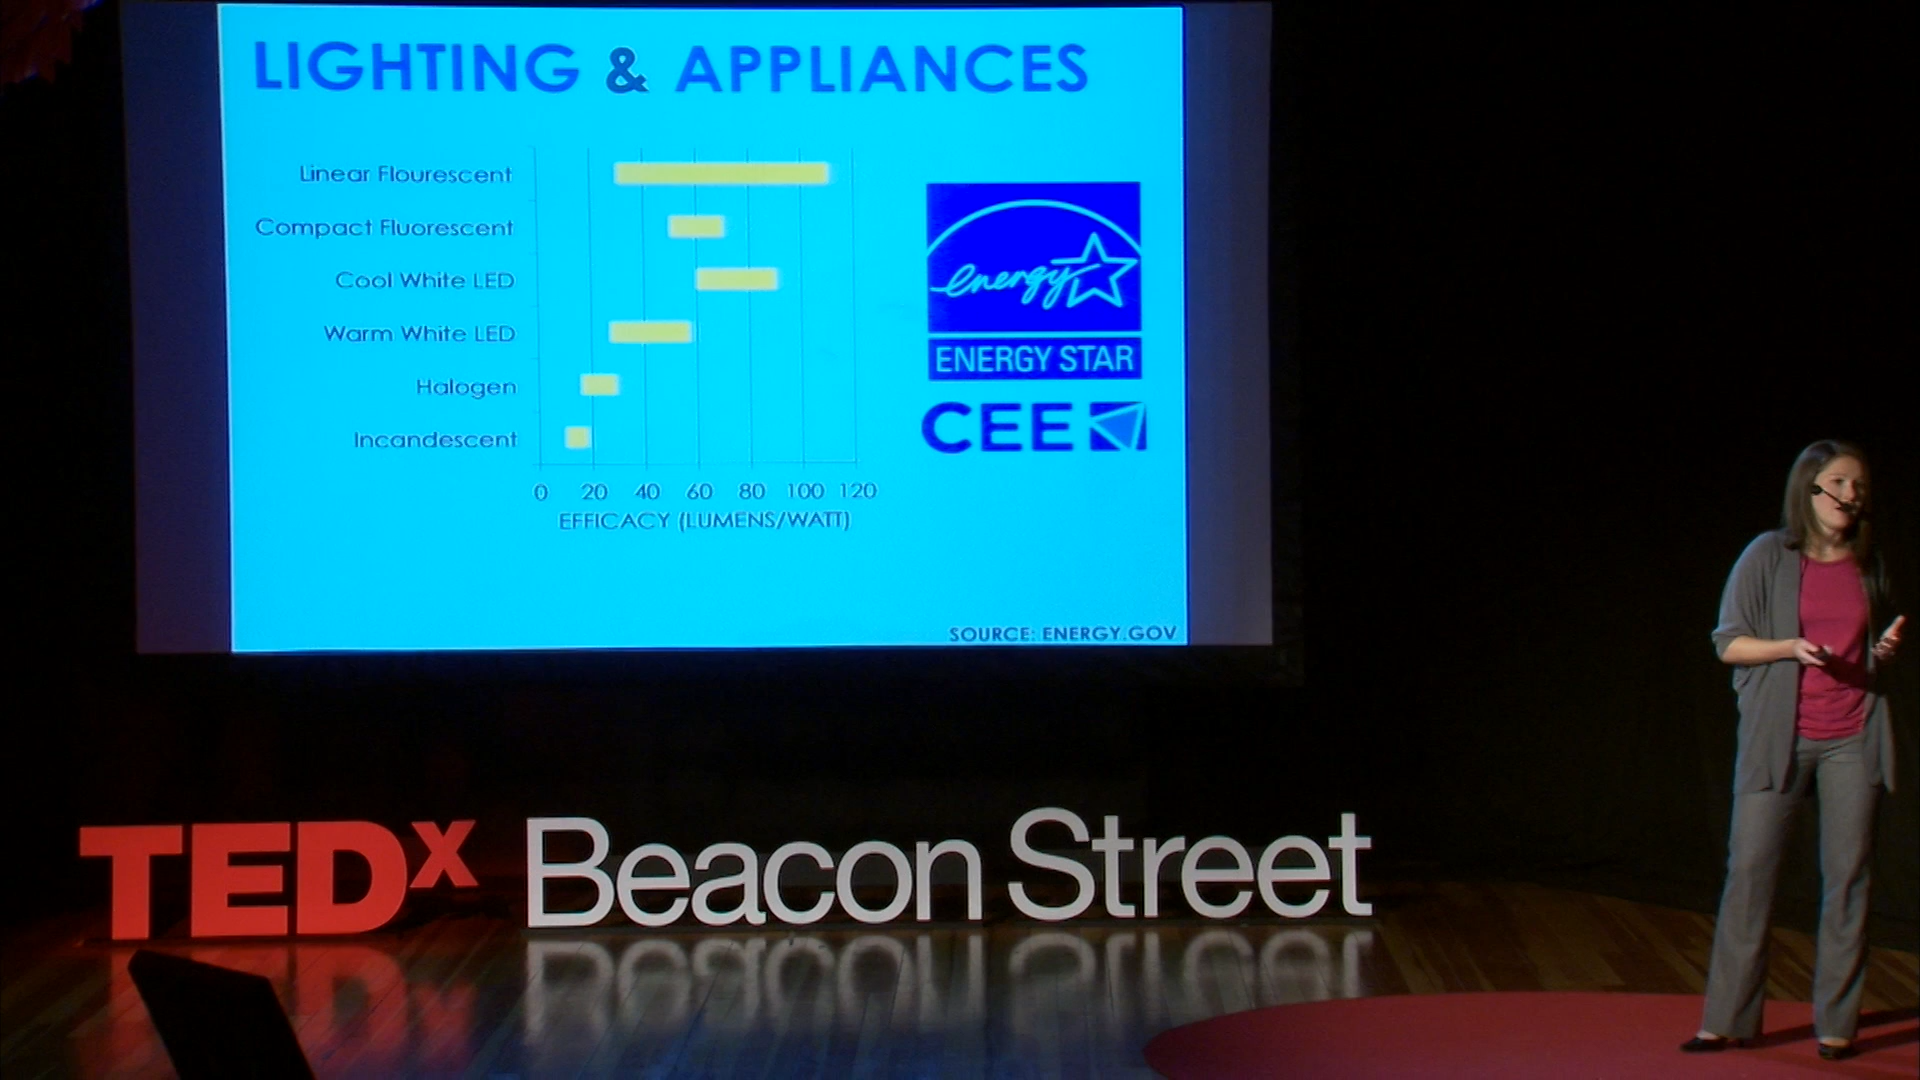 LIGHTING & APPLIANCES
Linear Flourescent
Compact Fluorescent
Cool White LED
Warm White LED
Halogen
Incandescent
0 20 40 60 80 100 120
EFFICACY (LUMENS/WATT)
energy
ENERGY STAR
CEE
SOURCE: ENERGY.GOV
TEDx Beacon Street